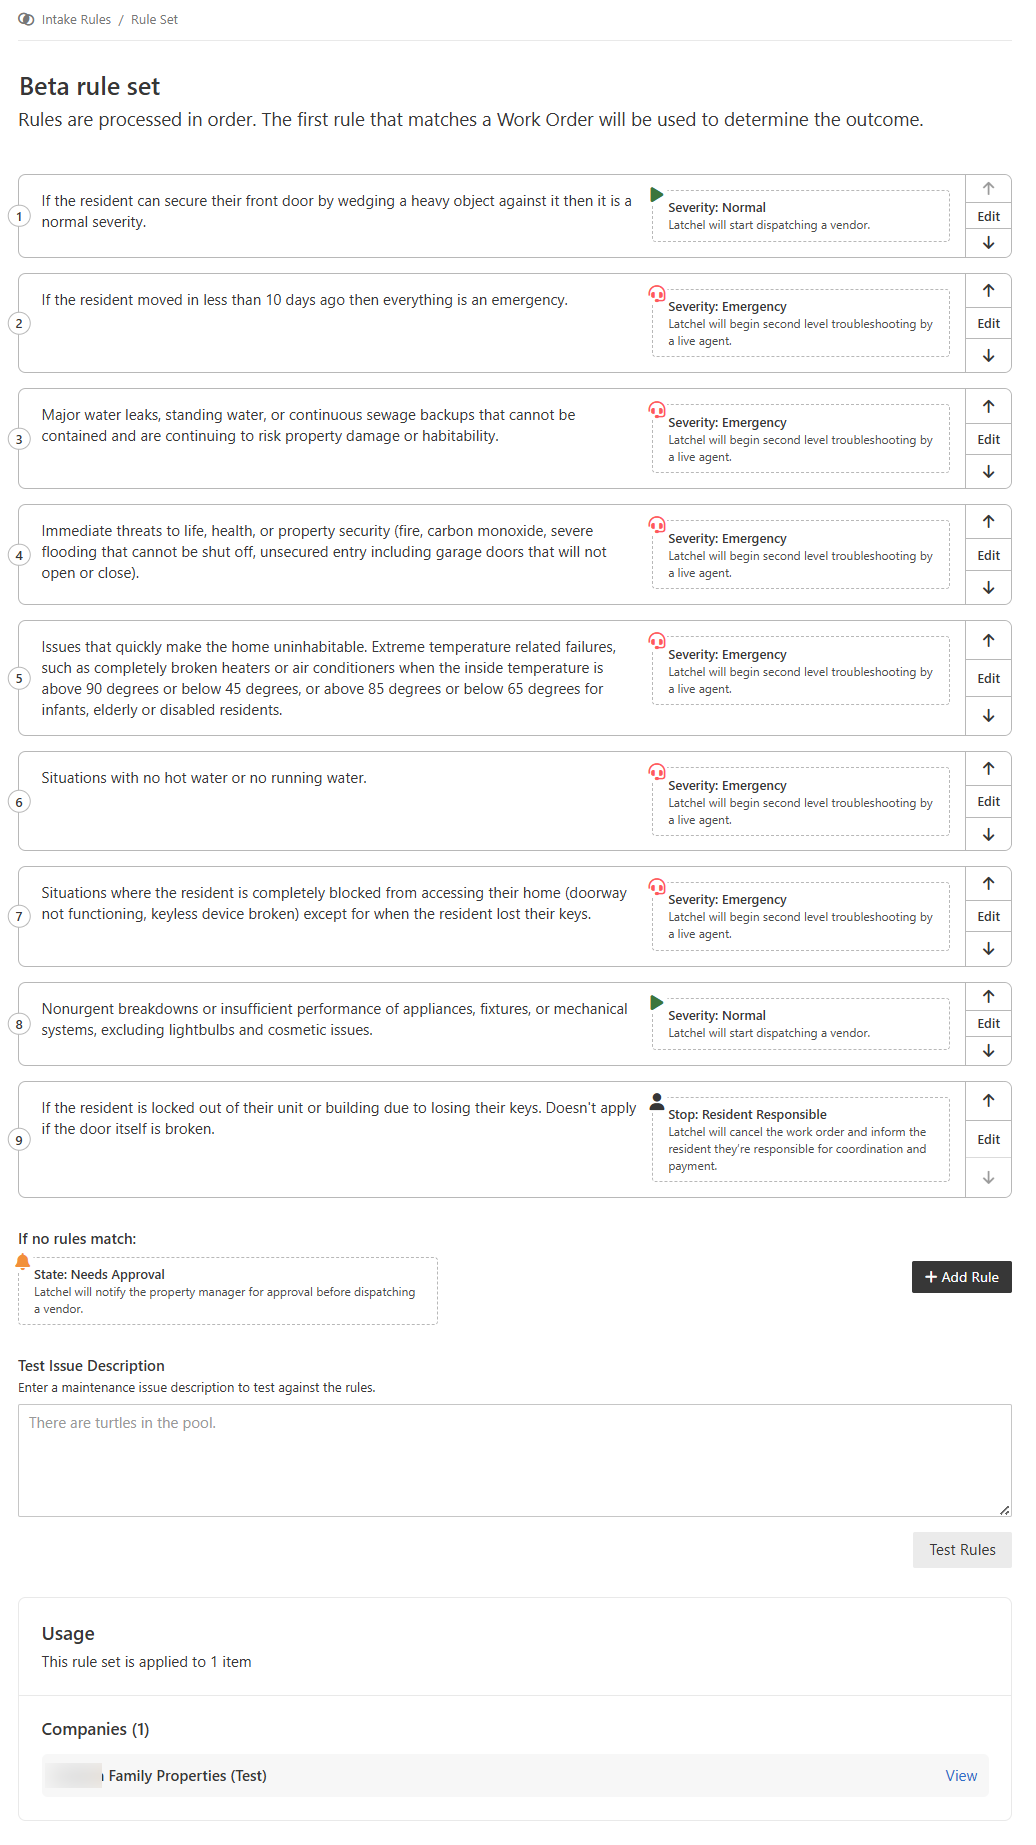 Intake Rules / Rule Set
Beta rule set
Rules are processed in order. The first rule that matches a Work Order will be used to determine the outcome.
1
If the resident can secure their front door by wedging a heavy object against it then it is a
normal severity.
Severity: Normal
Latchel will start dispatching a vendor.
Edit
2
If the resident moved in less than 10 days ago then everything is an emergency.
Severity: Emergency
Latchel will begin second level troubleshooting by
a live agent.
Edit
3
Major water leaks, standing water, or continuous sewage backups that cannot be
contained and are continuing to risk property damage or habitability.
Severity: Emergency
Latchel will begin second level troubleshooting by
a live agent.
Edit
4
Immediate threats to life, health, or property security (fire, carbon monoxide, severe
flooding that cannot be shut off, unsecured entry including garage doors that will not
open or close).
Severity: Emergency
Latchel will begin second level troubleshooting by
a live agent.
Edit
5
Issues that quickly make the home uninhabitable. Extreme temperature related failures,
such as completely broken heaters or air conditioners when the inside temperature is
above 90 degrees or below 45 degrees, or above 85 degrees or below 65 degrees for
infants, elderly or disabled residents.
Severity: Emergency
Latchel will begin second level troubleshooting by
a live agent.
Edit
6
Situations with no hot water or no running water.
Severity: Emergency
Latchel will begin second level troubleshooting by
a live agent.
Edit
7
Situations where the resident is completely blocked from accessing their home (doorway
not functioning, keyless device broken) except for when the resident lost their keys.
Severity: Emergency
Latchel will begin second level troubleshooting by
a live agent.
Edit
8
Nonurgent breakdowns or insufficient performance of appliances, fixtures, or mechanical
systems, excluding lightbulbs and cosmetic issues.
Severity: Normal
Latchel will start dispatching a vendor.
Edit
9
If the resident is locked out of their unit or building due to losing their keys. Doesn't apply
if the door itself is broken.
Stop: Resident Responsible
Latchel will cancel the work order and inform the
resident they're responsible for coordination and
payment.
Edit
If no rules match:
State: Needs Approval
Latchel will notify the property manager for approval before dispatching
a vendor.
+ Add Rule
Test Issue Description
Enter a maintenance issue description to test against the rules.
There are turtles in the pool.
Test Rules
Usage
This rule set is applied to 1 item
Companies (1)
Family Properties (Test)
View